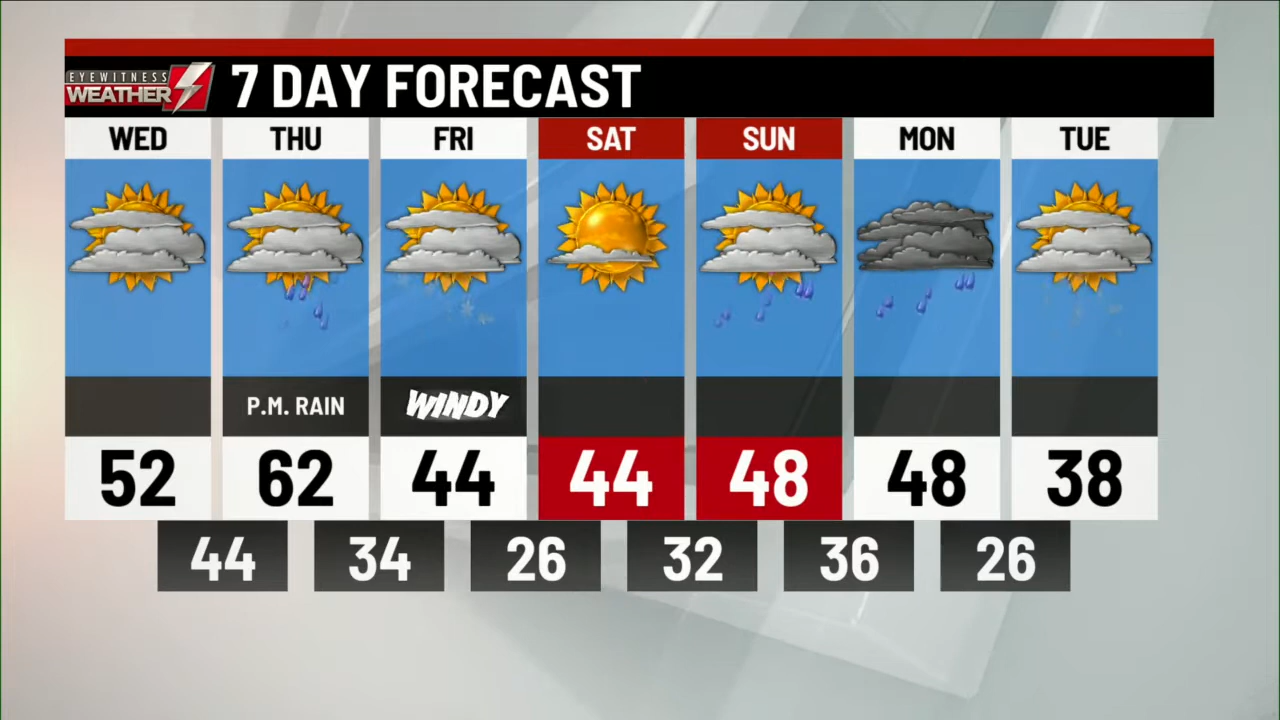 EYEWITNESS
WEATHER
7 DAY FORECAST
WED THU FRI SAT SUN MON TUE
P.M. RAIN WINDY
52 62 44 44 48 48 38
44 34 26 32 36 26